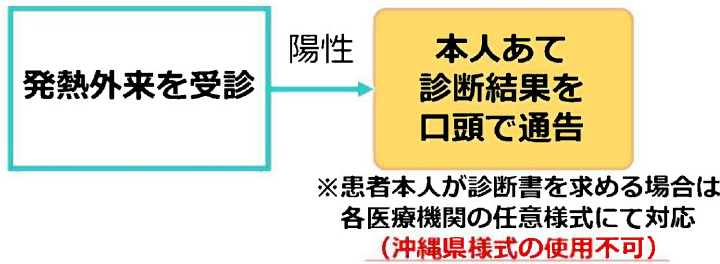 発熱外来を受診
陽性
本人あて
診断結果を
口頭で通告
※患者本人が診断書を求める場合は
各医療機関の任意様式にて対応
（沖縄県様式の使用不可）